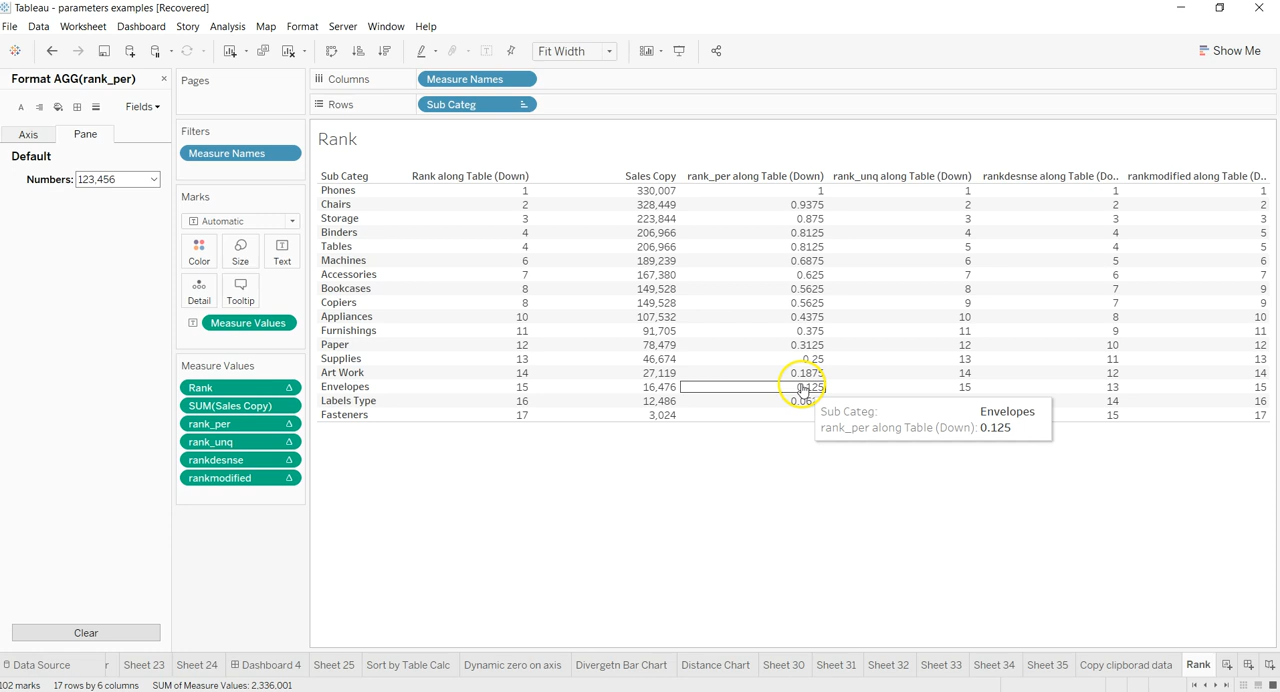 Tableau - parameters examples [Recovered]
File Data Worksheet Dashboard Story Analysis Map Format Server Window Help
Fit Width
Show Me
Format AGG(rank_per)
Fields
Axis Pane
Default
Numbers: 123,456
Clear
Pages
Filters
Measure Names
Marks
Automatic
Color Size Text
Detail Tooltip
Measure Values
Measure Values
Rank
SUM(Sales Copy)
rank_per
rank_unq
rankdesnse
rankmodified
Columns Measure Names
Rows Sub Categ
Rank
Sub Categ Rank along Table (Down) Sales Copy rank_per along Table (Down) rank_unq along Table (Down) rankdesnse along Table (Do.. rankmodified along Table (D..
Phones 1 330,007 1 1 1 1
Chairs 2 328,449 0.9375 2 2 2
Storage 3 223,844 0.875 3 3 3
Binders 4 206,966 0.8125 4 4 5
Tables 4 206,966 0.8125 5 4 5
Machines 6 189,239 0.6875 6 5 6
Accessories 7 167,380 0.625 7 6 7
Bookcases 8 149,528 0.5625 8 7 9
Copiers 8 149,528 0.5625 9 7 9
Appliances 10 107,532 0.4375 10 8 10
Furnishings 11 91,705 0.375 11 9 11
Paper 12 78,479 0.3125 12 10 12
Supplies 13 46,674 0.25 13 11 13
Art Work 14 27,119 0.1875 14 12 14
Envelopes 15 16,476 0.125 15 13 15
Labels Type 16 12,486 14 16
Fasteners 17 3,024 15 17
Sub Categ: Envelopes
rank_per along Table (Down): 0.125
Data Source r Sheet 23 Sheet 24 Dashboard 4 Sheet 25 Sort by Table Calc Dynamic zero on axis Divergetn Bar Chart Distance Chart Sheet 30 Sheet 31 Sheet 32 Sheet 33 Sheet 34 Sheet 35 Copy clipborad data Rank
102 marks 17 rows by 6 columns SUM of Measure Values: 2,336,001